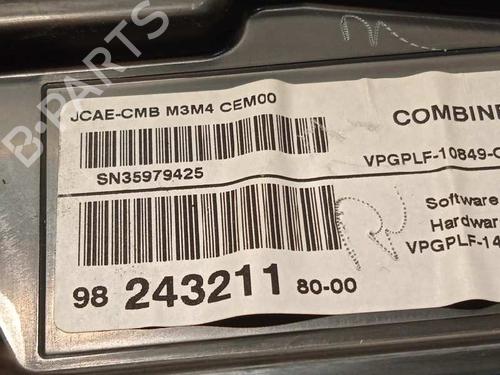 B-PARTS
JCAE-CMB M3M4 CEM00
SN35979425
98 243211 80-00
COMBINE
VPGPLF-10849-
Software
Hardwar
VPGPLF-14